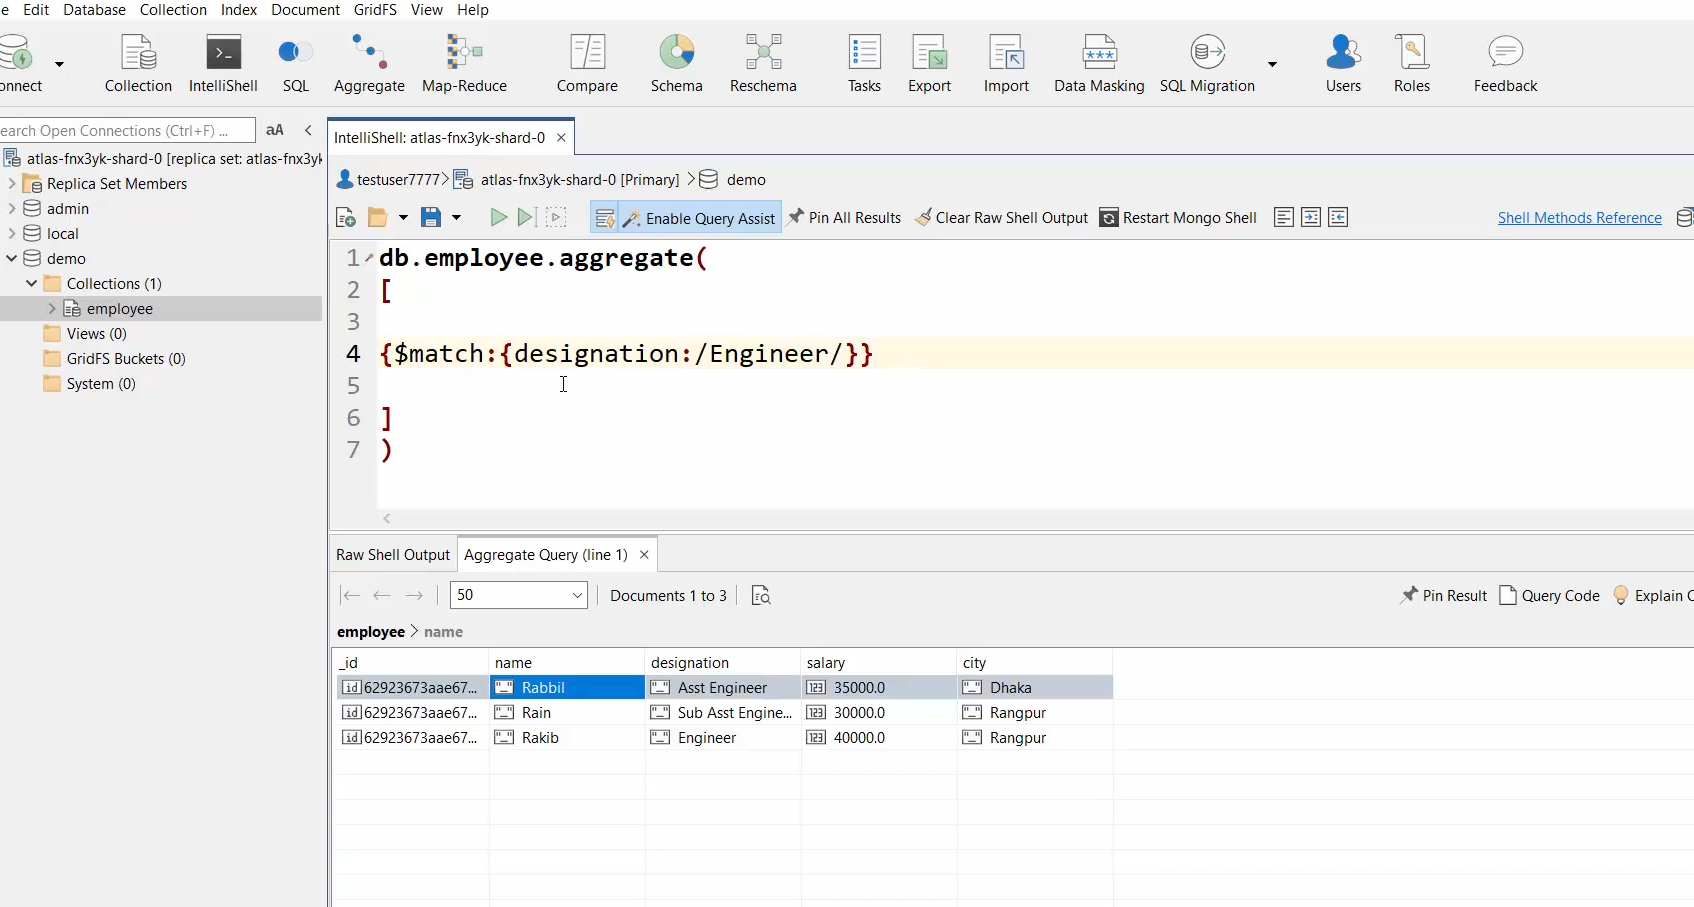 e Edit Database Collection Index Document GridFS View Help
onnect Collection IntelliShell SQL Aggregate Map-Reduce Compare Schema Reschema Tasks Export Import Data Masking SQL Migration Users Roles Feedback
earch Open Connections (Ctrl+F) ... aA
IntelliShell: atlas-fnx3yk-shard-0
atlas-fnx3yk-shard-0 [replica set: atlas-fnx3yk
Replica Set Members
admin
local
demo
Collections (1)
employee
Views (0)
GridFS Buckets (0)
System (0)
testuser7777 atlas-fnx3yk-shard-0 [Primary] demo
Enable Query Assist Pin All Results Clear Raw Shell Output Restart Mongo Shell Shell Methods Reference
1 db.employee.aggregate(
2 [
3
4 {$match:{designation:/Engineer/}}
5
6 ]
7 )
Raw Shell Output Aggregate Query (line 1)
50 Documents 1 to 3 Pin Result Query Code Explain
employee > name
_id name designation salary city
62923673aae67... Rabbil Asst Engineer 35000.0 Dhaka
62923673aae67... Rain Sub Asst Engine... 30000.0 Rangpur
62923673aae67... Rakib Engineer 40000.0 Rangpur